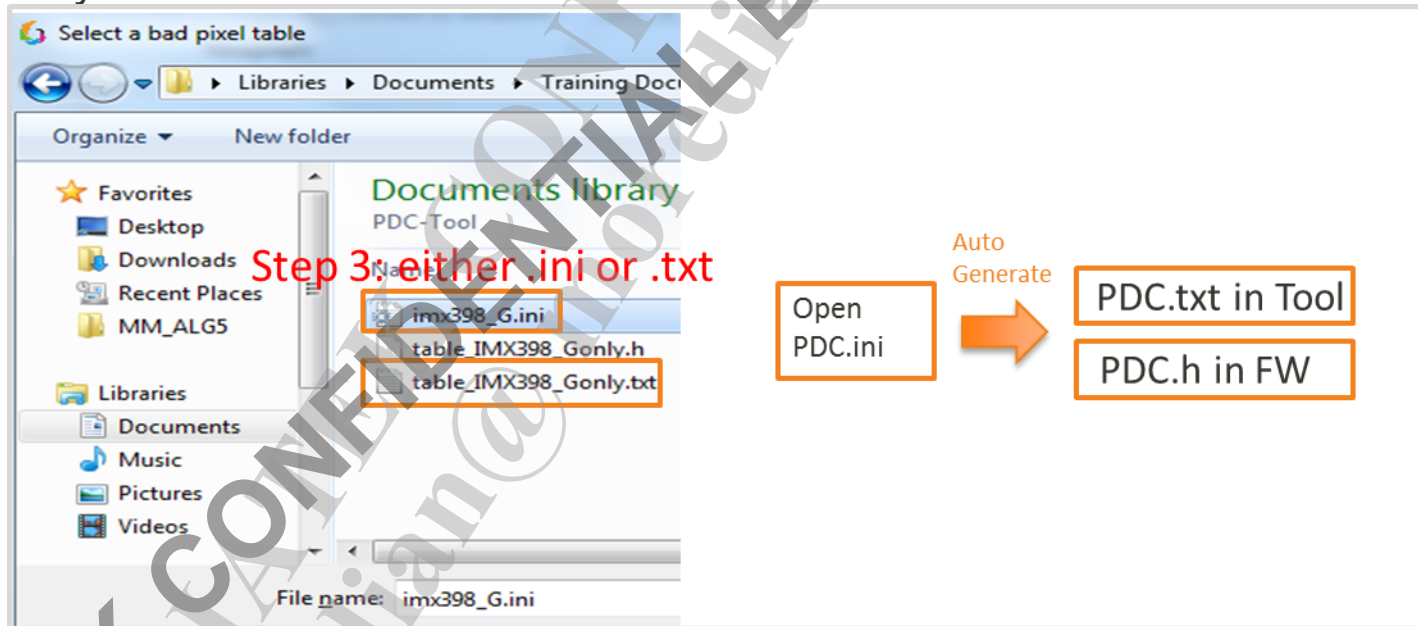 Select a bad pixel table
Libraries Documents Training Doc
Organize New folder
Favorites
Desktop
Downloads
Recent Places
MM_ALG5
Libraries
Documents
Music
Pictures
Videos
Documents library
PDC-Tool
Name
Step 3: either .ini or .txt
imx398_G.ini
table_IMX398_Gonly.h
table_IMX398_Gonly.txt
File name: imx398_G.ini
Open
PDC.ini
Auto
Generate
PDC.txt in Tool
PDC.h in FW
CONFIDENTIAL